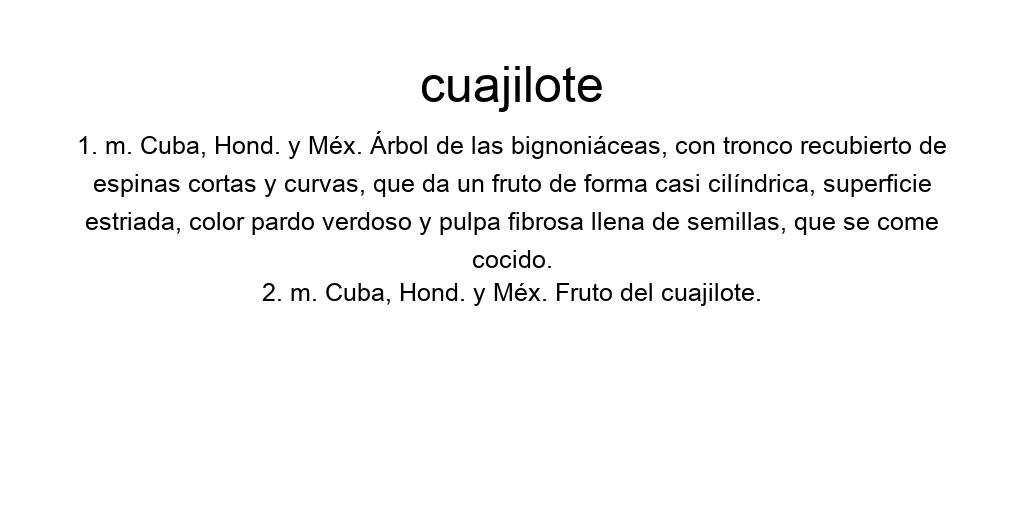 cuajilote
1. m. Cuba, Hond. y Méx. Árbol de las bignoniáceas, con tronco recubierto de
espinas cortas y curvas, que da un fruto de forma casi cilíndrica, superficie
estriada, color pardo verdoso y pulpa fibrosa llena de semillas, que se come
cocido.
2. m. Cuba, Hond. y Méx. Fruto del cuajilote.